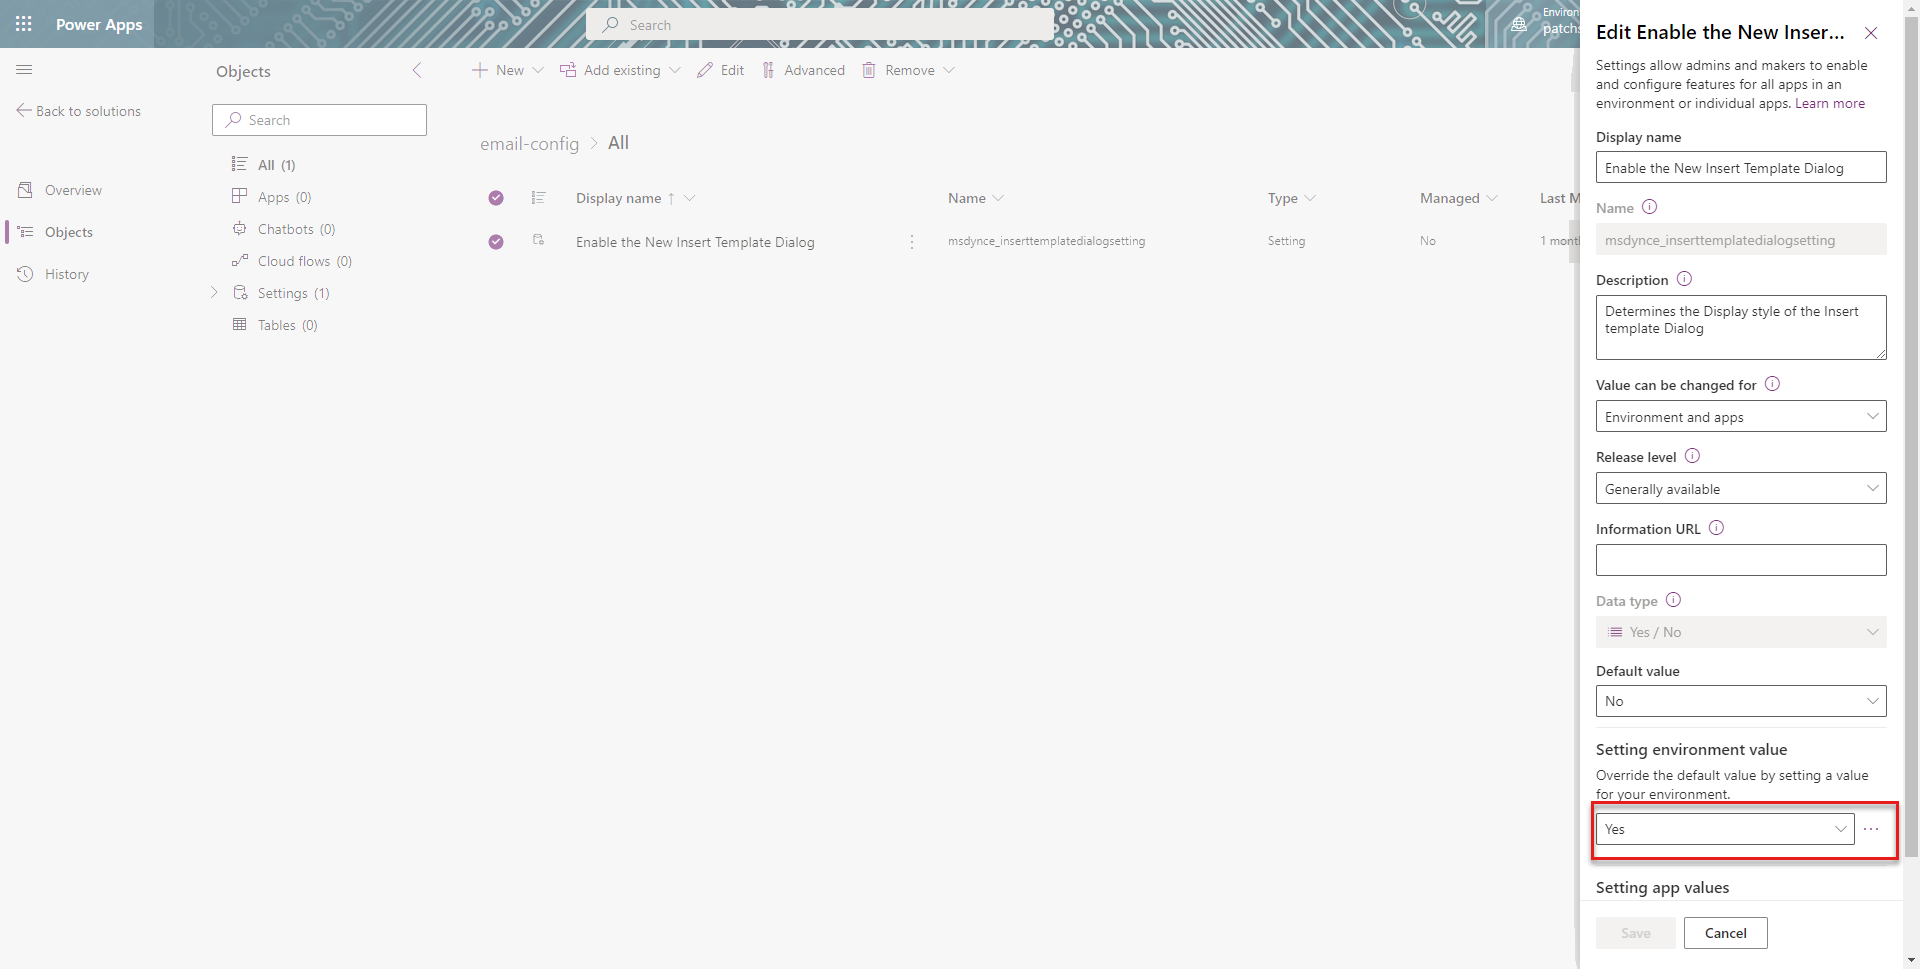 Power Apps
Search
Environ
patchs
Objects
Back to solutions
Overview
Objects
History
Search
All (1)
Apps (0)
Chatbots (0)
Cloud flows (0)
Settings (1)
Tables (0)
New
Add existing
Edit
Advanced
Remove
email-config > All
Display name ↑
Name
Type
Managed
Last M
Enable the New Insert Template Dialog
msdynce_inserttemplatedialogsetting
Setting
No
1 mont
Edit Enable the New Inser...
Settings allow admins and makers to enable
and configure features for all apps in an
environment or individual apps. Learn more
Display name
Enable the New Insert Template Dialog
Name
msdynce_inserttemplatedialogsetting
Description
Determines the Display style of the Insert
template Dialog
Value can be changed for
Environment and apps
Release level
Generally available
Information URL
Data type
Yes / No
Default value
No
Setting environment value
Override the default value by setting a value
for your environment.
Yes
Setting app values
Save
Cancel